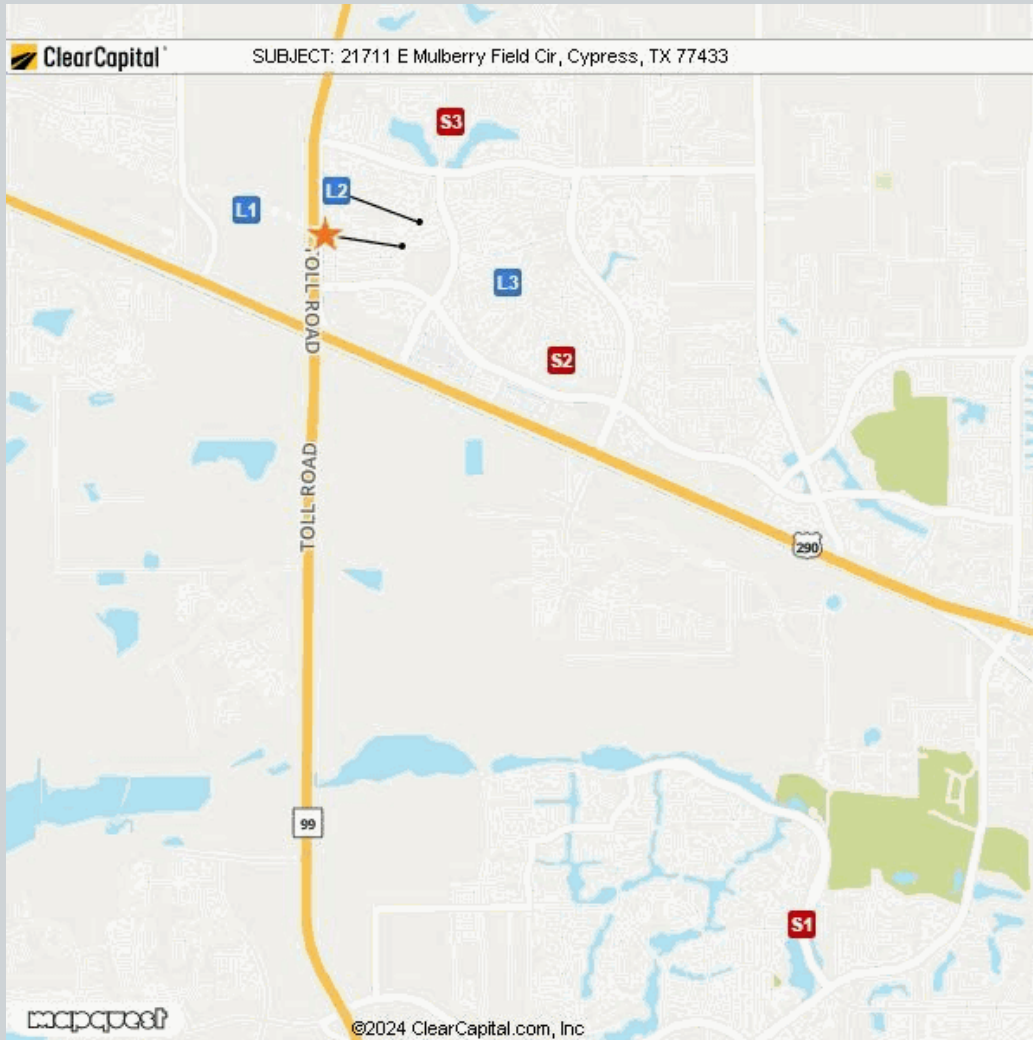 ClearCapital
SUBJECT: 21711 E Mulberry Field Cir, Cypress, TX 77433
S3
L2
L1
TOLL ROAD
L3
S2
TOLL ROAD
290
99
S1
mapquest
©2024 ClearCapital.com, Inc